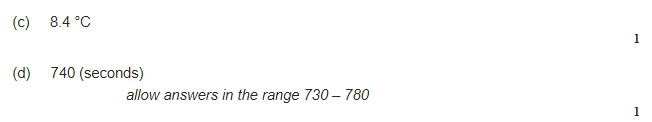 (c) 8.4 °C
1
(d) 740 (seconds)
allow answers in the range 730 – 780
1